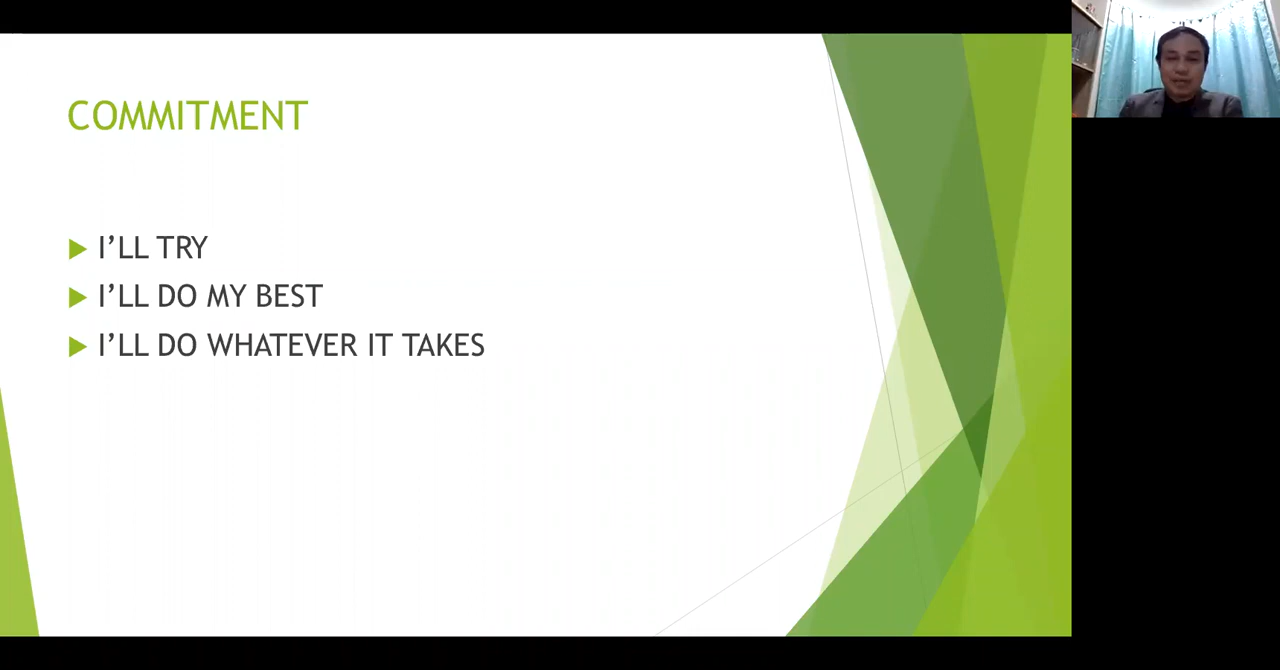 COMMITMENT
I’LL TRY
I’LL DO MY BEST
I’LL DO WHATEVER IT TAKES